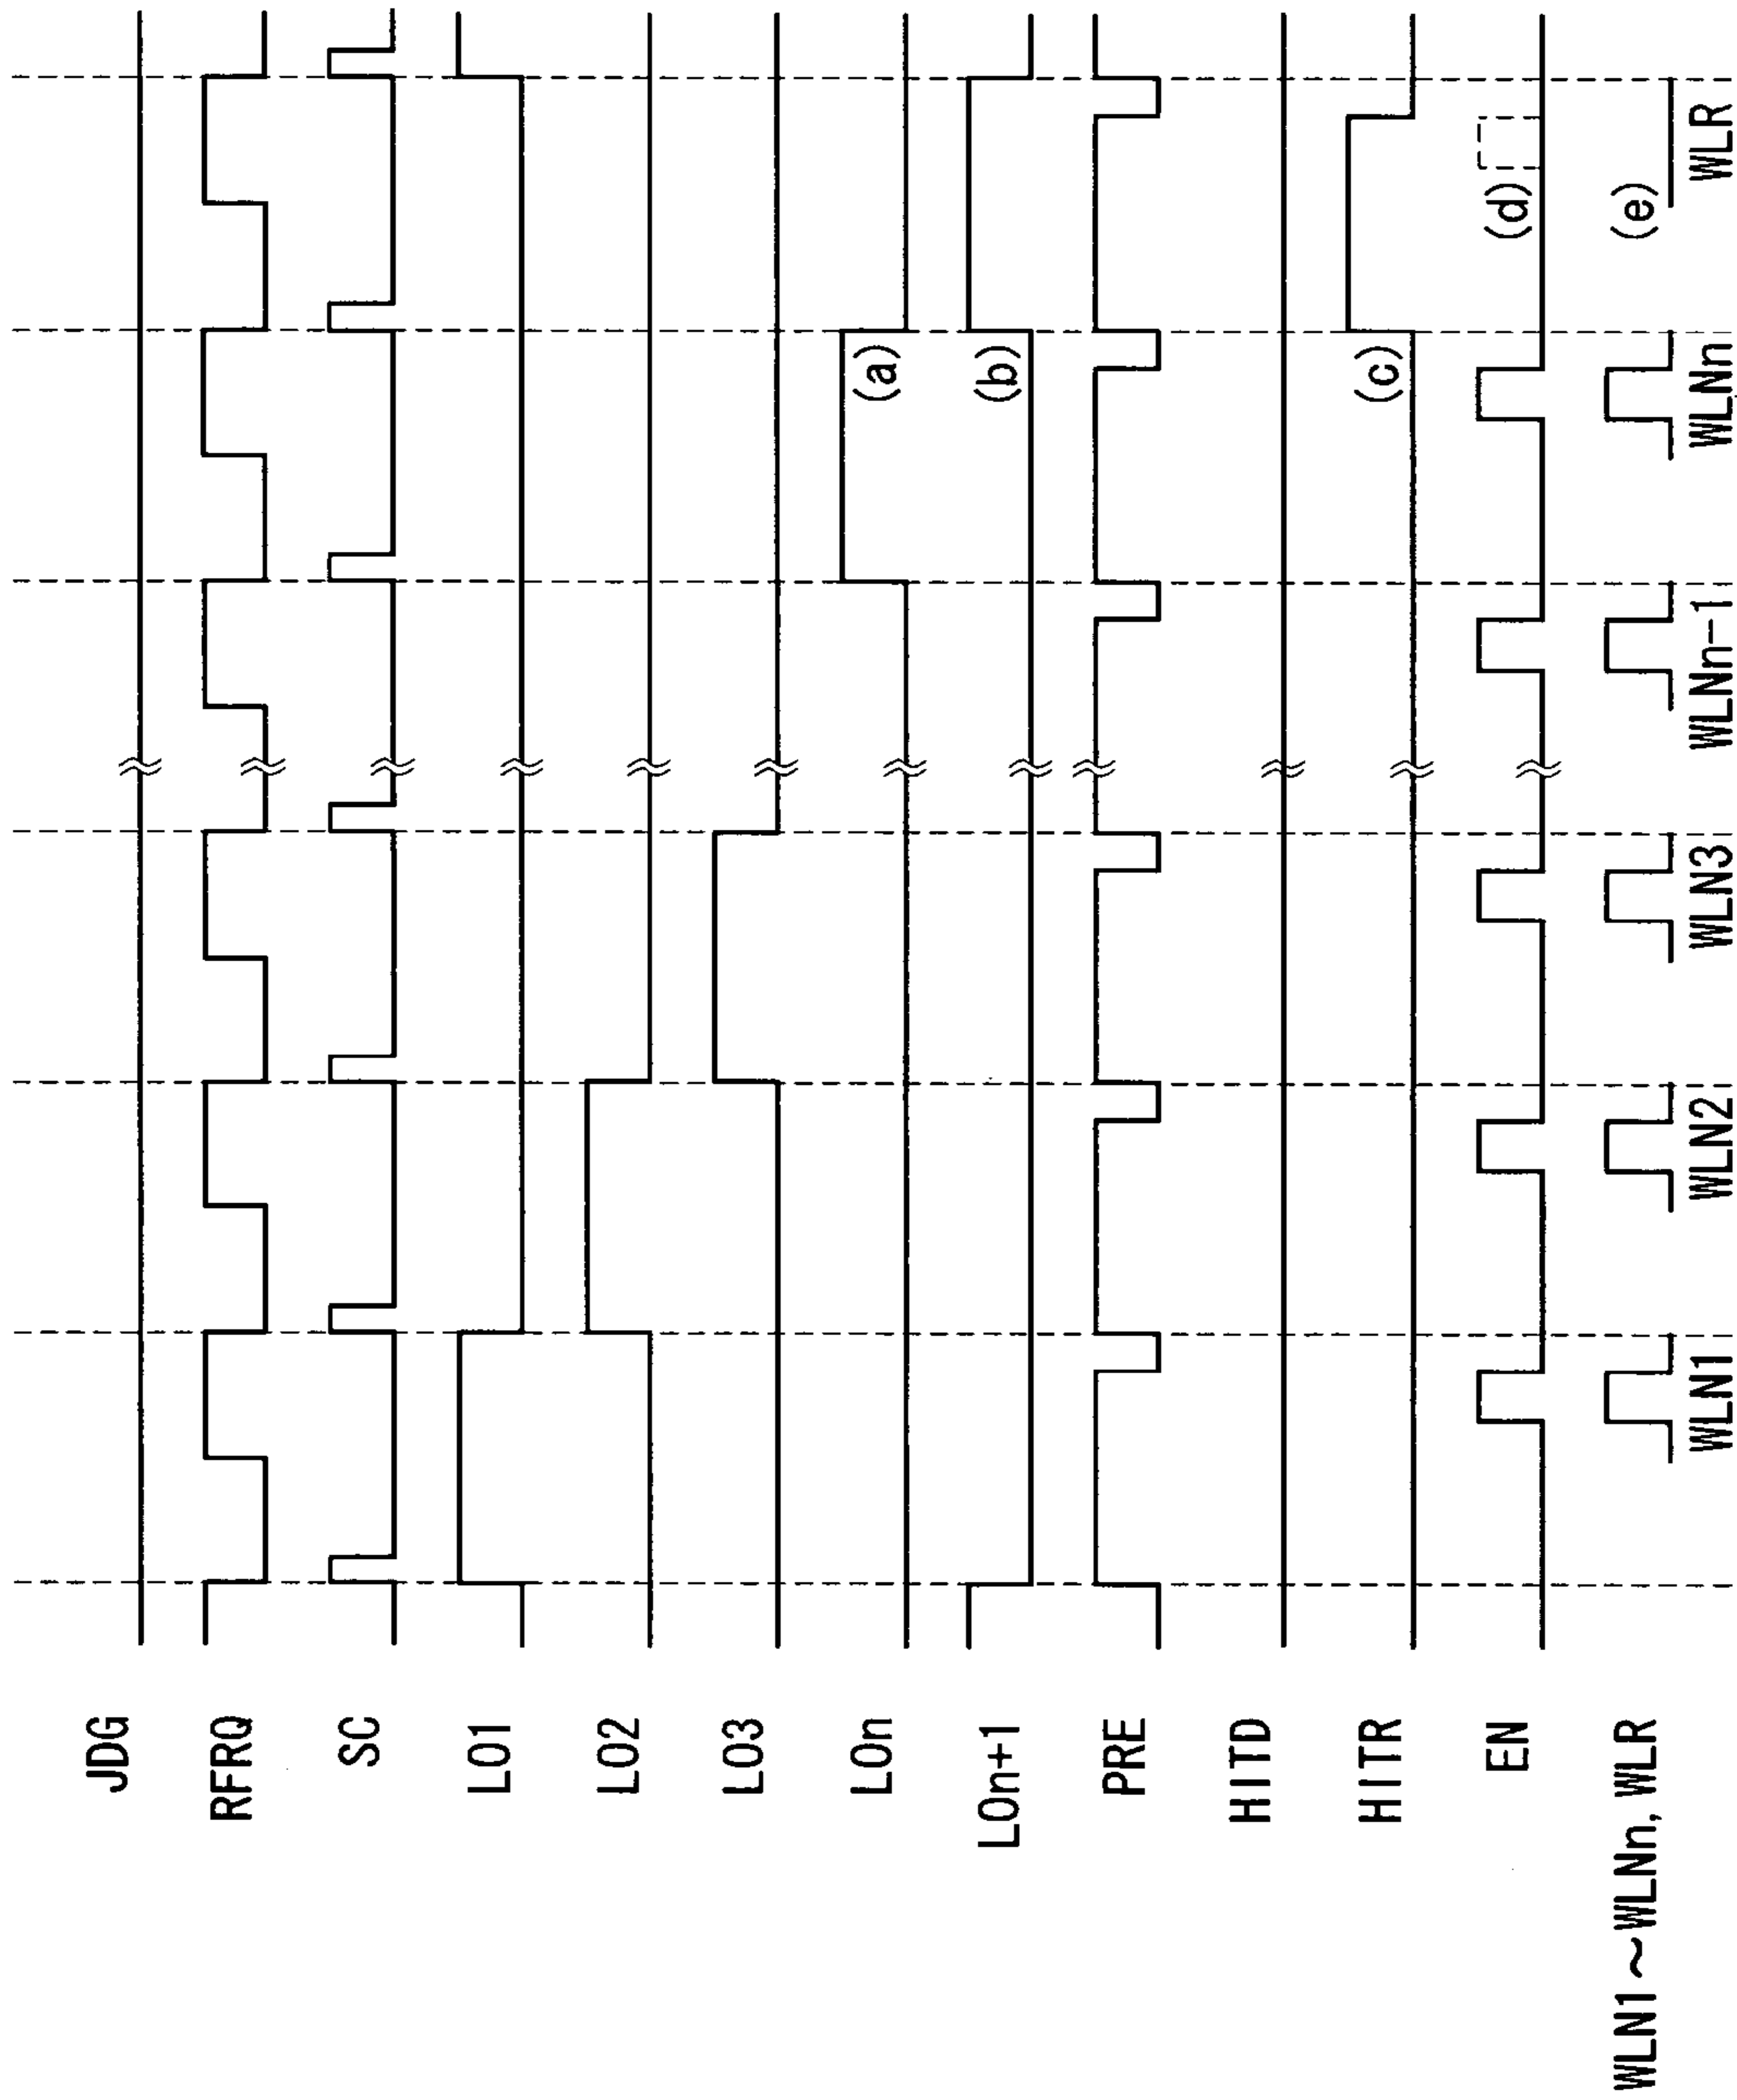 JDG
RFRQ
SC
LO1
LO2
LO3
LOn
(a)
LOn+1
(b)
PRE
HITD
HITR
(c)
EN
(d)
WLN1~WLNn, WLR
(e)
WLN1 WLN2 WLN3 WLNn-1 WLNn WLR